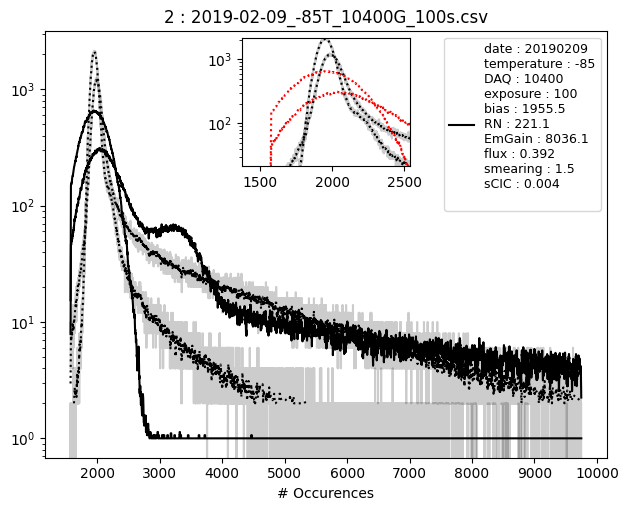 2 : 2019-02-09_-85T_10400G_100s.csv
date : 20190209
temperature : -85
DAQ : 10400
exposure : 100
bias : 1955.5
RN : 221.1
EmGain : 8036.1
flux : 0.392
smearing : 1.5
sCIC : 0.004
10³
10²
1500 2000 2500
10³
10²
10¹
10⁰
2000 3000 4000 5000 6000 7000 8000 9000 10000
# Occurences